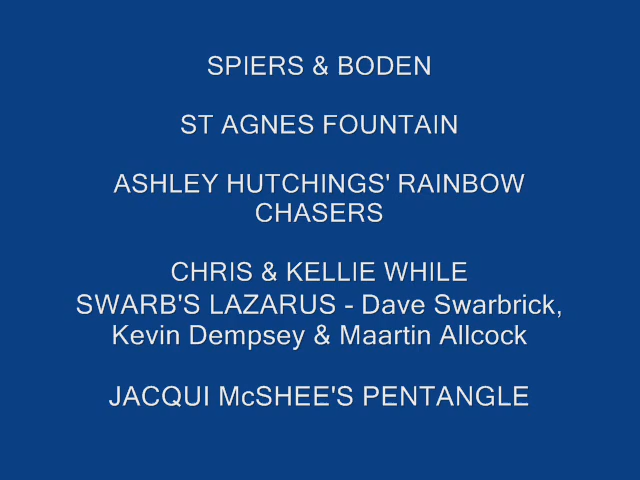 SPIERS & BODEN
ST AGNES FOUNTAIN
ASHLEY HUTCHINGS' RAINBOW
CHASERS
CHRIS & KELLIE WHILE
SWARB'S LAZARUS - Dave Swarbrick,
Kevin Dempsey & Maartin Allcock
JACQUI McSHEE'S PENTANGLE